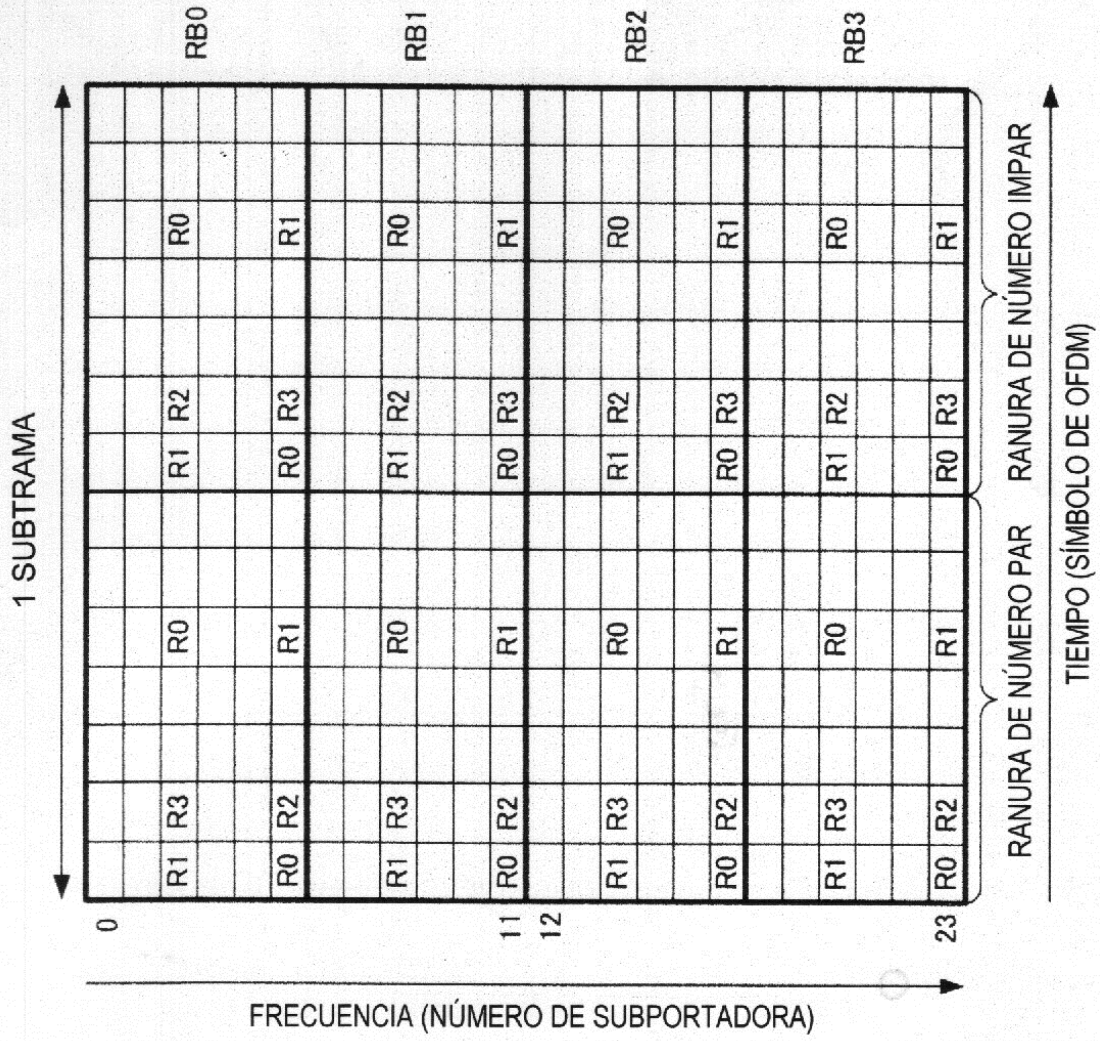 1 SUBTRAMA
0
R1 R3 R0 R1 R2 R0 RB0
R0 R2 R1 R0 R3 R1
R1 R3 R0 R1 R2 R0 RB1
11 R0 R2 R1 R0 R3 R1
12
R1 R3 R0 R1 R2 R0 RB2
R0 R2 R1 R0 R3 R1
R1 R3 R0 R1 R2 R0 RB3
23 R0 R2 R1 R0 R3 R1
RANURA DE NÚMERO PAR RANURA DE NÚMERO IMPAR
TIEMPO (SÍMBOLO DE OFDM)
FRECUENCIA (NÚMERO DE SUBPORTADORA)